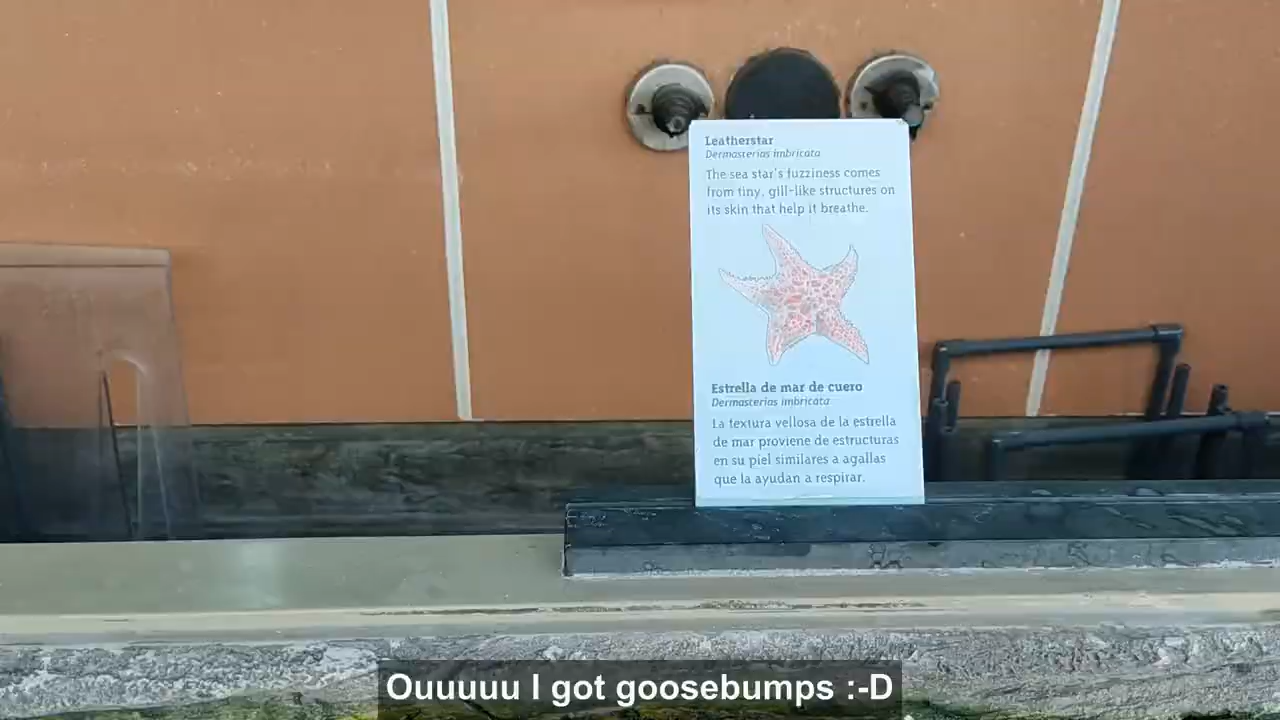 Leatherstar
Dermasterias imbricata
The sea star's fuzziness comes
from tiny, gill-like structures on
its skin that help it breathe.
Estrella de mar de cuero
Dermasterias imbricata
La textura vellosa de la estrella
de mar proviene de estructuras
en su piel similares a agallas
que la ayudan a respirar.
Ouuuuu I got goosebumps :-D